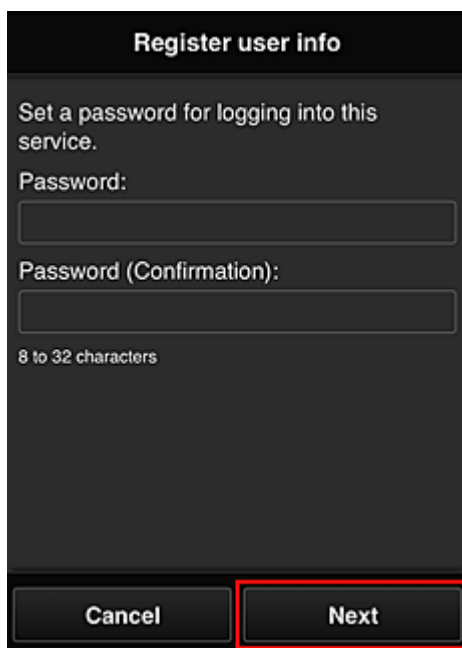 Register user info
Set a password for logging into this
service.
Password:
Password (Confirmation):
8 to 32 characters
Cancel
Next